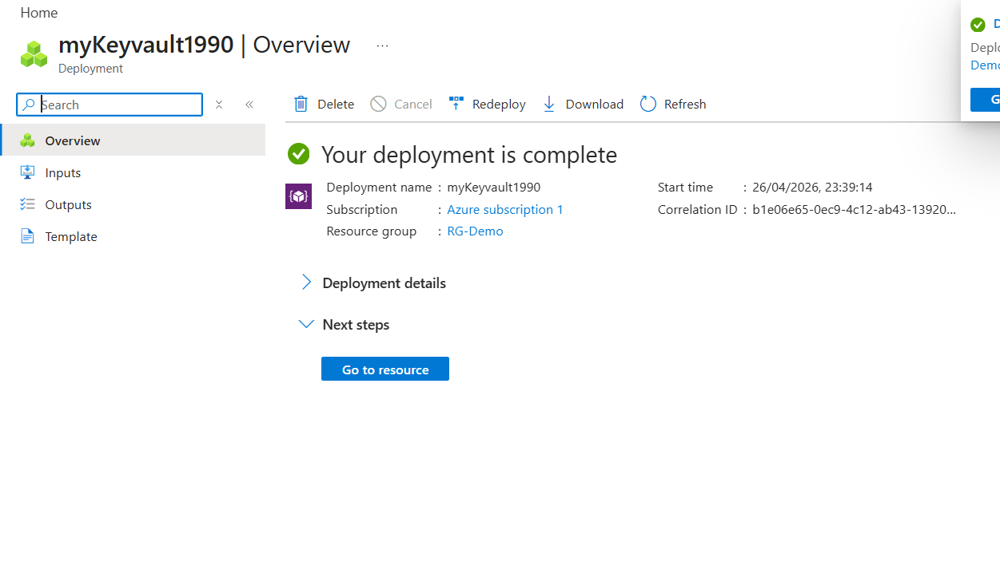 Home
myKeyvault1990 | Overview ...
Deployment
Search
Delete Cancel Redeploy Download Refresh
Overview
Inputs
Outputs
Template
Your deployment is complete
Deployment name : myKeyvault1990
Subscription : Azure subscription 1
Resource group : RG-Demo
Start time : 26/04/2026, 23:39:14
Correlation ID : b1e06e65-0ec9-4c12-ab43-13920...
Deployment details
Next steps
Go to resource